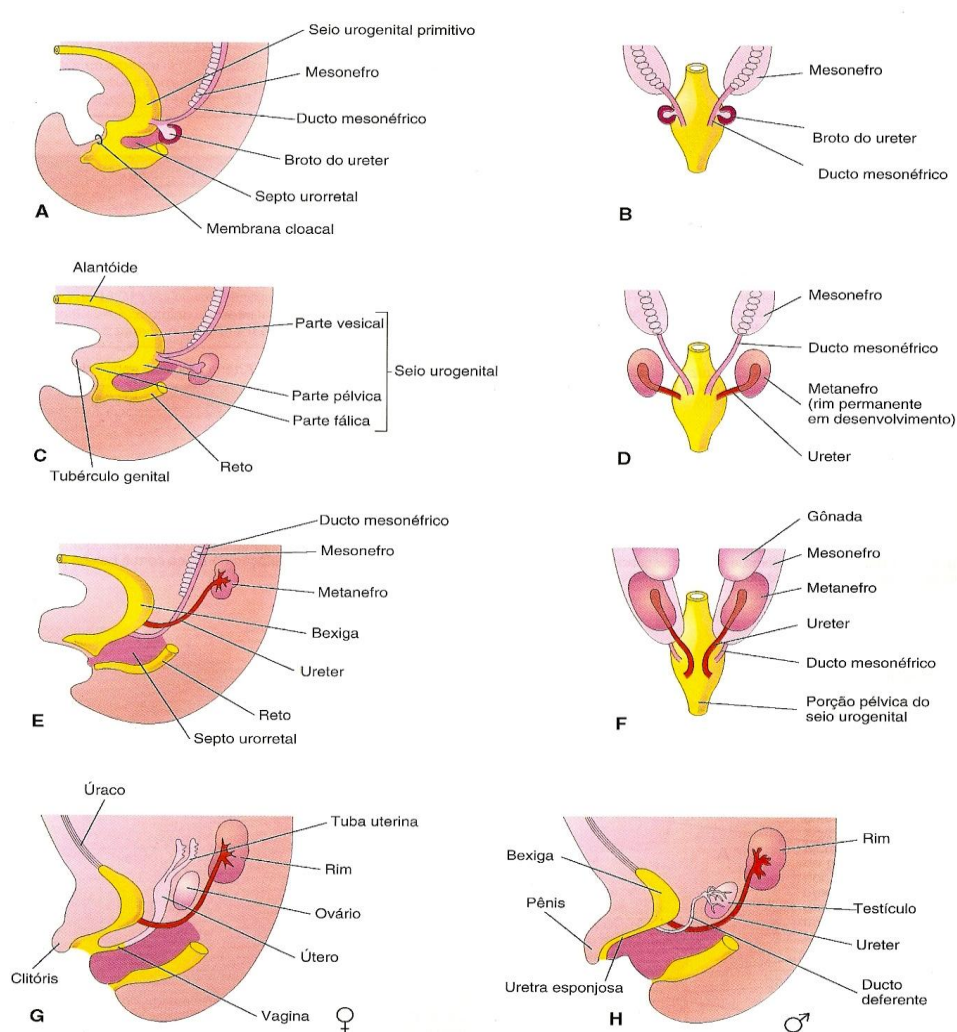 Seio urogenital primitivo
Mesonefro
Ducto mesonéfrico
Broto do ureter
Septo urorretal
Membrana cloacal
A
Mesonefro
Broto do ureter
Ducto mesonéfrico
B
Alantóide
Parte vesical
Seio urogenital
Parte pélvica
Parte fálica
Reto
Tubérculo genital
C
Mesonefro
Ducto mesonéfrico
Metanefro
(rim permanente
em desenvolvimento)
Ureter
D
Ducto mesonéfrico
Mesonefro
Metanefro
Bexiga
Ureter
Reto
Septo urorretal
E
Gônada
Mesonefro
Metanefro
Ureter
Ducto mesonéfrico
Porção pélvica do
seio urogenital
F
Úraco
Tuba uterina
Rim
Ovário
Útero
Clitóris
Vagina
G
♀
Bexiga
Rim
Pênis
Testículo
Ureter
Uretra esponjosa
Ducto
deferente
H
♂